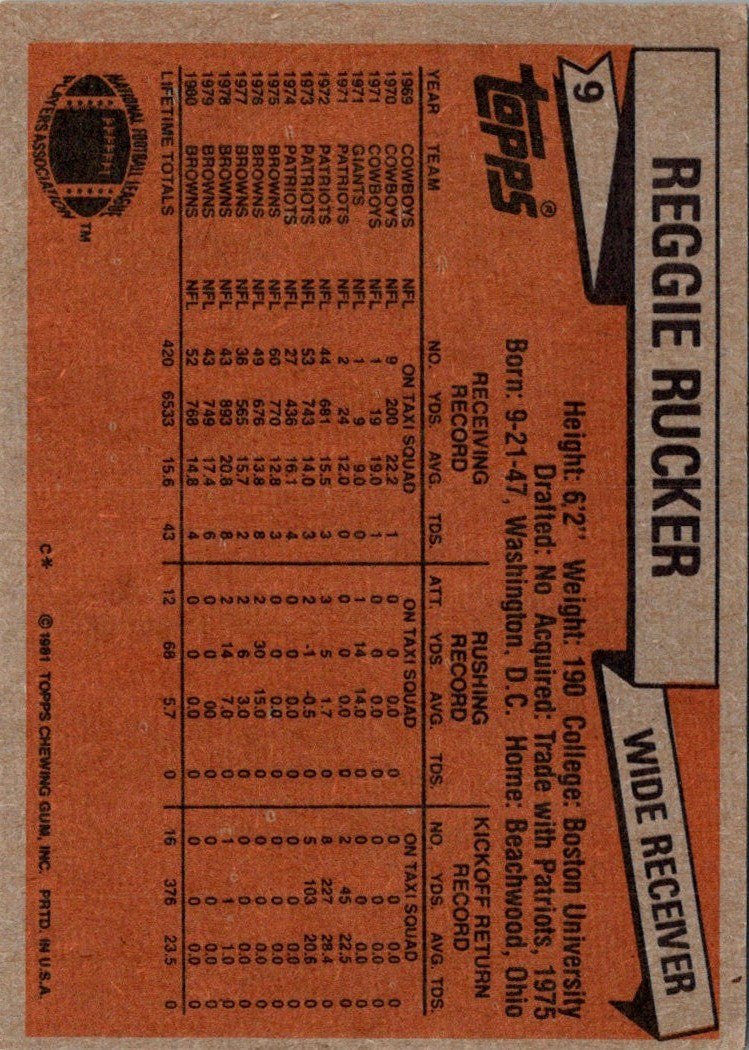 REGGIE RUCKER
WIDE RECEIVER
9
topps®
Height: 6'2'' Weight: 190 College: Boston University
Drafted: No Acquired: Trade with Patriots, 1975
Born: 9-21-47, Washington, D.C. Home: Beachwood, Ohio
RECEIVING RECORD RUSHING RECORD KICKOFF RETURN RECORD
YEAR TEAM NO. YDS. AVG. TDS. ATT. YDS. AVG. TDS. NO. YDS. AVG. TDS.
1969 COWBOYS NFL ON TAXI SQUAD ON TAXI SQUAD ON TAXI SQUAD
1970 COWBOYS NFL 9 200 22.2 1 0 0 0.0 0 0 0 0.0 0
1971 COWBOYS NFL 1 19 19.0 1 0 0 0.0 0 0 0 0.0 0
1971 GIANTS NFL 1 9 9.0 0 1 14 14.0 0 0 0 0.0 0
1971 PATRIOTS NFL 2 24 12.0 0 0 0 0.0 0 2 45 22.5 0
1972 PATRIOTS NFL 44 681 15.5 3 3 5 1.7 0 8 227 28.4 0
1973 PATRIOTS NFL 53 743 14.0 3 2 -1 -0.5 0 5 103 20.6 0
1974 PATRIOTS NFL 27 436 16.1 4 0 0 0.0 0 0 0 0.0 0
1975 BROWNS NFL 60 770 12.8 3 0 0 0.0 0 0 0 0.0 0
1976 BROWNS NFL 49 676 13.8 8 2 30 15.0 0 0 0 0.0 0
1977 BROWNS NFL 36 565 15.7 2 2 6 3.0 0 0 0 0.0 0
1978 BROWNS NFL 43 893 20.8 8 2 14 7.0 0 1 1 1.0 0
1979 BROWNS NFL 43 749 17.4 6 0 0 00 0 0 0 0.0 0
1980 BROWNS NFL 52 768 14.8 4 0 0 0.0 0 0 0 0.0 0
LIFETIME TOTALS 420 6533 15.6 43 12 68 5.7 0 16 376 23.5 0
NATIONAL FOOTBALL LEAGUE
PLAYERS ASSOCIATION
TM
C* © 1981 TOPPS CHEWING GUM, INC. PRTD. IN U.S.A.